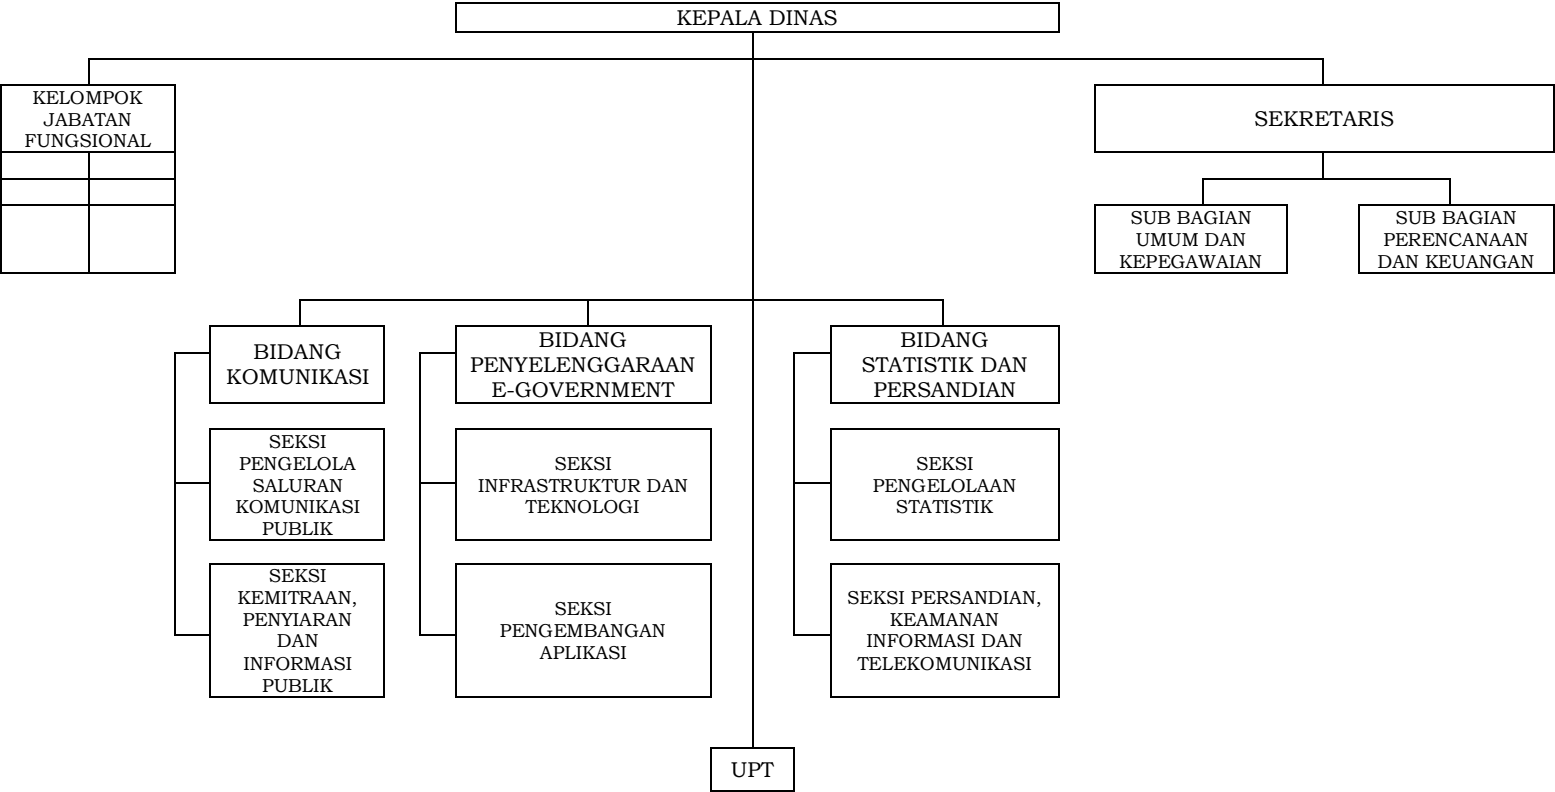 KEPALA DINAS
KELOMPOK
JABATAN
FUNGSIONAL
SEKRETARIS
SUB BAGIAN
UMUM DAN
KEPEGAWAIAN
SUB BAGIAN
PERENCANAAN
DAN KEUANGAN
BIDANG
KOMUNIKASI
BIDANG
PENYELENGGARAAN
E-GOVERNMENT
BIDANG
STATISTIK DAN
PERSANDIAN
SEKSI
PENGELOLA
SALURAN
KOMUNIKASI
PUBLIK
SEKSI
INFRASTRUKTUR DAN
TEKNOLOGI
SEKSI
PENGELOLAAN
STATISTIK
SEKSI
KEMITRAAN,
PENYIARAN
DAN
INFORMASI
PUBLIK
SEKSI
PENGEMBANGAN
APLIKASI
SEKSI PERSANDIAN,
KEAMANAN
INFORMASI DAN
TELEKOMUNIKASI
UPT